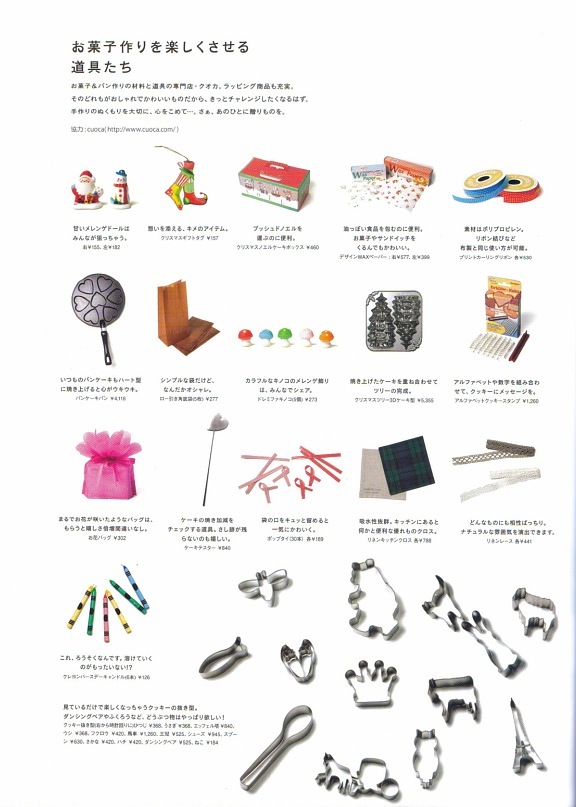 お菓子作りを楽しくさせる
道具たち
お菓子&パン作りの材料と道具の専門店・クオカ。ラッピング商品も充実。
そのどれもがおしゃれでかわいいものだから、きっとチャレンジしたくなるはず。
手作りのぬくもりを大切に、心をこめて…。さぁ、あのひとに贈りものを。
協力:cuoca(http://www.cuoca.com/)
甘いメレンゲドールは
みんなが狙っちゃう。
右¥155、左¥182
想いを添える、キメのアイテム。
クリスマスギフトタグ ¥157
ブッシュドノエルを
運ぶのに便利。
クリスマスノエルケーキボックス ¥460
油っぽい食品を包むのに便利。
お菓子やサンドイッチを
くるんでもかわいい。
デザインWAXペーパー:右¥577、左¥399
素材はポリプロピレン。
リボン結びなど
布製と同じ使い方が可能。
プリントカーリングリボン 各¥530
いつものパンケーキもハート型
に焼き上げると心がウキウキ。
パンケーキパン ¥4,116
シンプルな袋だけど、
なんだかオシャレ。
ロー引き角底袋(5枚) ¥277
カラフルなキノコのメレンゲ飾り
は、みんなでシェア。
ドレミファキノコ(5個) ¥273
焼き上げたケーキを重ね合わせて
ツリーの完成。
クリスマスツリー3Dケーキ型 ¥5,355
アルファベットや数字を組み合わ
せて、クッキーにメッセージを。
アルファベットクッキースタンプ ¥1,260
まるでお花が咲いたようなバッグは、
もらうと嬉しさ倍増間違いなし。
お花バッグ ¥302
ケーキの焼き加減を
チェックする道具。さし跡が残
らないのも嬉しい。
ケーキテスター ¥840
袋の口をキュッと留めると
一気にかわいく。
ポップタイ(30本) 各¥189
吸水性抜群。キッチンにあると
何かと便利な優れものクロス。
リネンキッチンクロス 各¥788
どんなものにも相性ばっちり。
ナチュラルな雰囲気を演出できます。
リネンレース 各¥441
これ、ろうそくなんです。溶けていく
のがもったいない!?
クレヨンバースデーキャンドル(5本) ¥126
見ているだけで楽しくなっちゃうクッキーの抜き型。
ダンシングベアやふくろうなど、どうぶつ物はやっぱり欲しい!
クッキー抜き型(右から時計回りに)ひつじ ¥368、うさぎ ¥368、エッフェル塔 ¥840、
ウシ ¥368、フクロウ ¥420、馬車 ¥1,260、王冠 ¥525、シューズ ¥945、スプー
ン ¥630、さかな ¥420、ハチ ¥420、ダンシングベア ¥525、ねこ ¥184